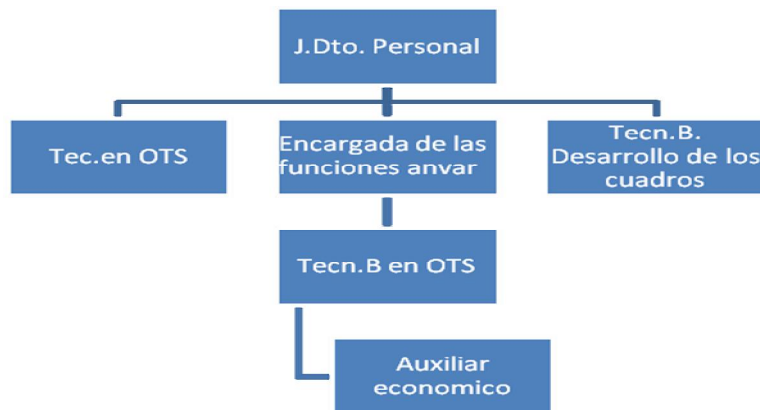 J.Dto. Personal
Tec.en OTS
Encargada de las
funciones anvar
Tecn.B.
Desarrollo de los
cuadros
Tecn.B en OTS
Auxiliar
economico